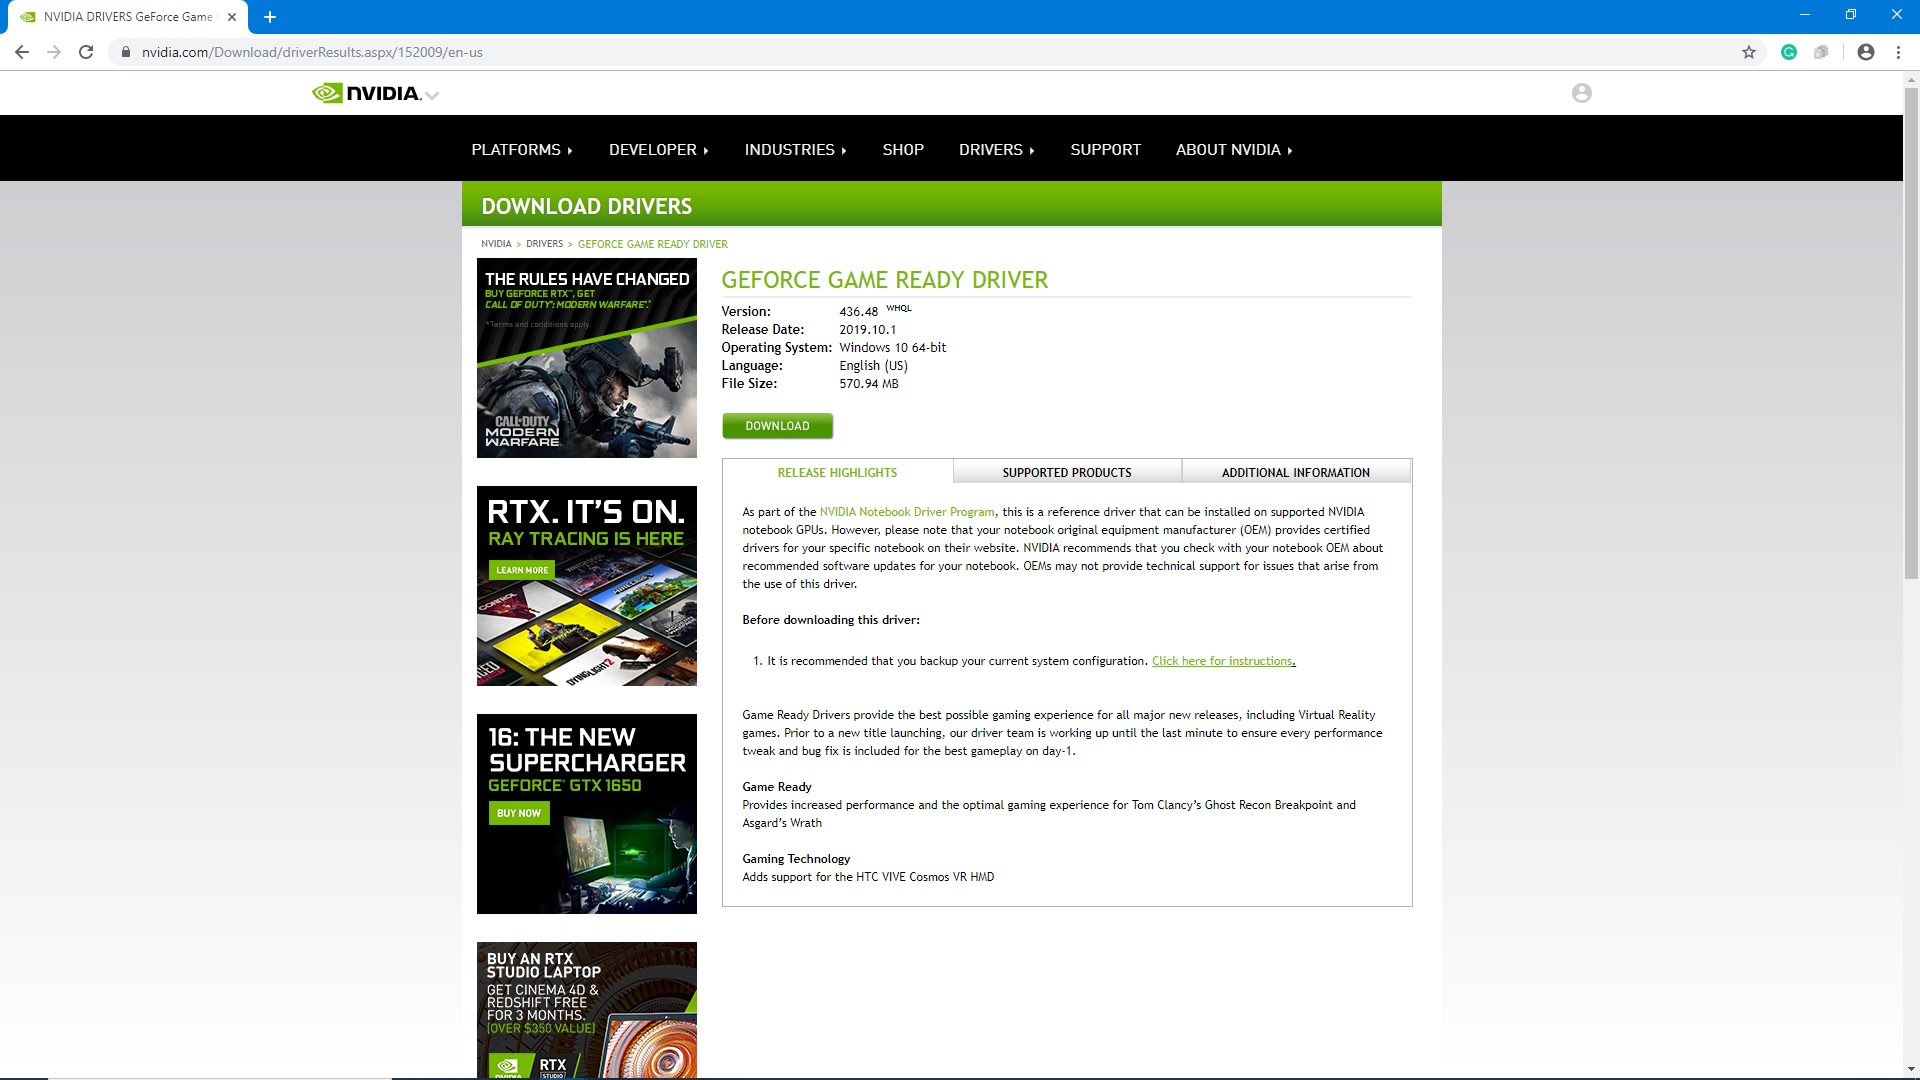 NVIDIA DRIVERS GeForce Game
nvidia.com/Download/driverResults.aspx/152009/en-us
NVIDIA.
PLATFORMS DEVELOPER INDUSTRIES SHOP DRIVERS SUPPORT ABOUT NVIDIA
DOWNLOAD DRIVERS
NVIDIA > DRIVERS > GEFORCE GAME READY DRIVER
THE RULES HAVE CHANGED
BUY GEFORCE RTX™, GET
CALL OF DUTY®: MODERN WARFARE®.*
*Terms and conditions apply.
CALL OF DUTY
MODERN
WARFARE
RTX. IT'S ON.
RAY TRACING IS HERE
LEARN MORE
CONTROL
MINECRAFT
DYING LIGHT 2
16: THE NEW
SUPERCHARGER
GEFORCE® GTX 1650
BUY NOW
BUY AN RTX
STUDIO LAPTOP
GET CINEMA 4D &
REDSHIFT FREE
FOR 3 MONTHS.
(OVER $350 VALUE)
NVIDIA
RTX
STUDIO
GEFORCE GAME READY DRIVER
Version: 436.48 WHQL
Release Date: 2019.10.1
Operating System: Windows 10 64-bit
Language: English (US)
File Size: 570.94 MB
DOWNLOAD
RELEASE HIGHLIGHTS SUPPORTED PRODUCTS ADDITIONAL INFORMATION
As part of the NVIDIA Notebook Driver Program, this is a reference driver that can be installed on supported NVIDIA
notebook GPUs. However, please note that your notebook original equipment manufacturer (OEM) provides certified
drivers for your specific notebook on their website. NVIDIA recommends that you check with your notebook OEM about
recommended software updates for your notebook. OEMs may not provide technical support for issues that arise from
the use of this driver.
Before downloading this driver:
1. It is recommended that you backup your current system configuration. Click here for instructions.
Game Ready Drivers provide the best possible gaming experience for all major new releases, including Virtual Reality
games. Prior to a new title launching, our driver team is working up until the last minute to ensure every performance
tweak and bug fix is included for the best gameplay on day-1.
Game Ready
Provides increased performance and the optimal gaming experience for Tom Clancy’s Ghost Recon Breakpoint and
Asgard’s Wrath
Gaming Technology
Adds support for the HTC VIVE Cosmos VR HMD